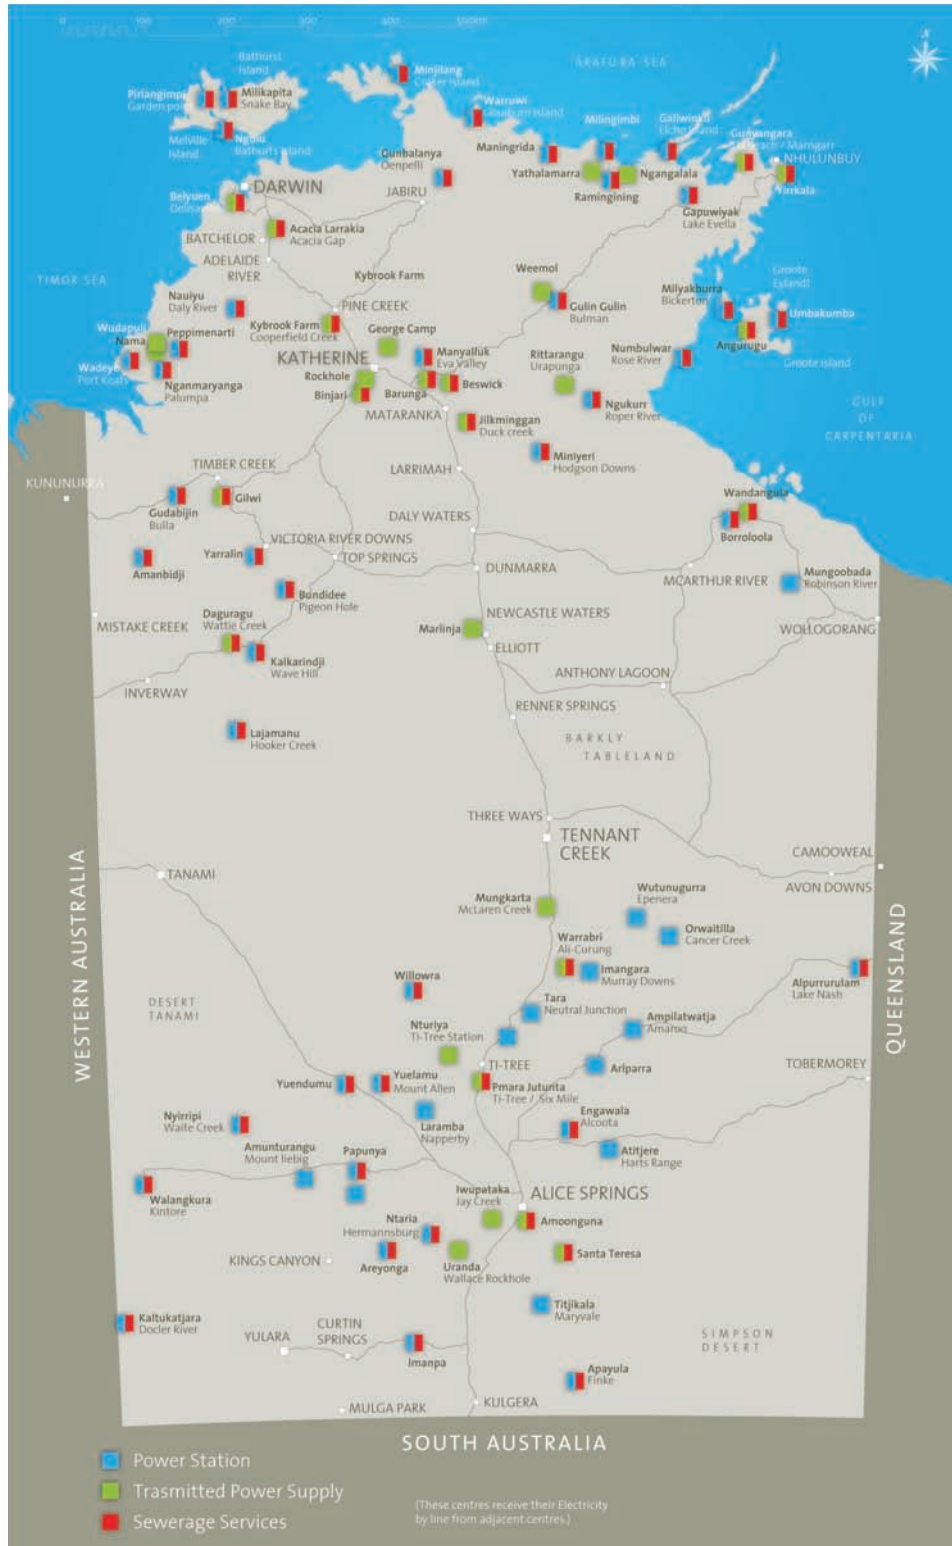 0 100 200 300 400 500km
Bathurst
Island
ARAFURA SEA
N
Minjilang
Croker Island
Pirlangimpi
Garden point
Milikapita
Snake Bay
Warruwi
Goulburn Island
Milingimbi
Galiwinku
Elcho Island
Gunyangara
NHULUNBUY
Melville
Island
Nguiu
Bathurts Island
Gunbalanya
Oenpelli
Maningrida
Yathalamarra
Ngangalala
Ramingining
Yirrkala
DARWIN
JABIRU
Belyuen
Delissaville
Gapuwiyak
Lake Evella
Acacia Larrakia
Acacia Gap
BATCHELOR
ADELAIDE
RIVER
TIMOR SEA
Kybrook Farm
Weemol
Groote
Eylandt
Milyakburra
Bickerton
Nauiyu
Daly River
PINE CREEK
Gulin Gulin
Bulman
Umbakumba
Wudapuli
Nama
Peppimenarti
Kybrook Farm
Cooperfield Creek
George Camp
Angurugu
Wadeye
Port Keats
KATHERINE
Manyalluk
Eva Valley
Rittarangu
Urapunga
Numbulwar
Rose River
Groote island
Nganmaryanga
Palumpa
Rockhole
Binjari
Barunga
Beswick
Ngukurr
Roper River
MATARANKA
Jilkminggan
Duck creek
GULF
OF
CARPENTARIA
Miniyeri
Hodgson Downs
TIMBER CREEK
LARRIMAH
KUNUNURRA
Gudabijin
Bulla
Gilwi
Wandangula
DALY WATERS
Borroloola
Yarralin
VICTORIA RIVER DOWNS
TOP SPRINGS
Amanbidji
DUNMARRA
MCARTHUR RIVER
Mungoobada
Robinson River
Bundidee
Pigeon Hole
Daguragu
Wattie Creek
NEWCASTLE WATERS
MISTAKE CREEK
Marlinja
WOLLOGORANG
ELLIOTT
Kalkarindji
Wave Hill
ANTHONY LAGOON
INVERWAY
RENNER SPRINGS
Lajamanu
Hooker Creek
BARKLY
TABLELAND
THREE WAYS
TENNANT
CREEK
CAMOOWEAL
TANAMI
AVON DOWNS
Mungkarta
McLaren Creek
Wutunugurra
Epenera
Orwaitilla
Cancer Creek
WESTERN AUSTRALIA
QUEENSLAND
Warrabri
Ali-Curung
Imangara
Murray Downs
Willowra
Alpurrurulam
Lake Nash
DESERT
TANAMI
Tara
Neutral Junction
Ampilatwatja
Amaroo
Nturiya
Ti-Tree Station
TI-TREE
Arlparra
TOBERMOREY
Yuendumu
Yuelamu
Mount Allen
Pmara Jutunta
Ti-Tree / Six Mile
Nyirripi
Waite Creek
Laramba
Napperby
Engawala
Alcoota
Amunturangu
Mount liebig
Papunya
Atitjere
Harts Range
Walangkura
Kintore
Iwupataka
Jay Creek
ALICE SPRINGS
Ntaria
Hermannsburg
Amoonguna
KINGS CANYON
Areyonga
Uranda
Wallace Rockhole
Santa Teresa
Kaltukatjara
Docler River
Titjikala
Maryvale
YULARA
CURTIN
SPRINGS
Imanpa
SIMPSON
DESERT
Apayula
Finke
MULGA PARK
KULGERA
SOUTH AUSTRALIA
Power Station
Trasmitted Power Supply
Sewerage Services
(These centres receive their Electricity
by line from adjacent centres.)